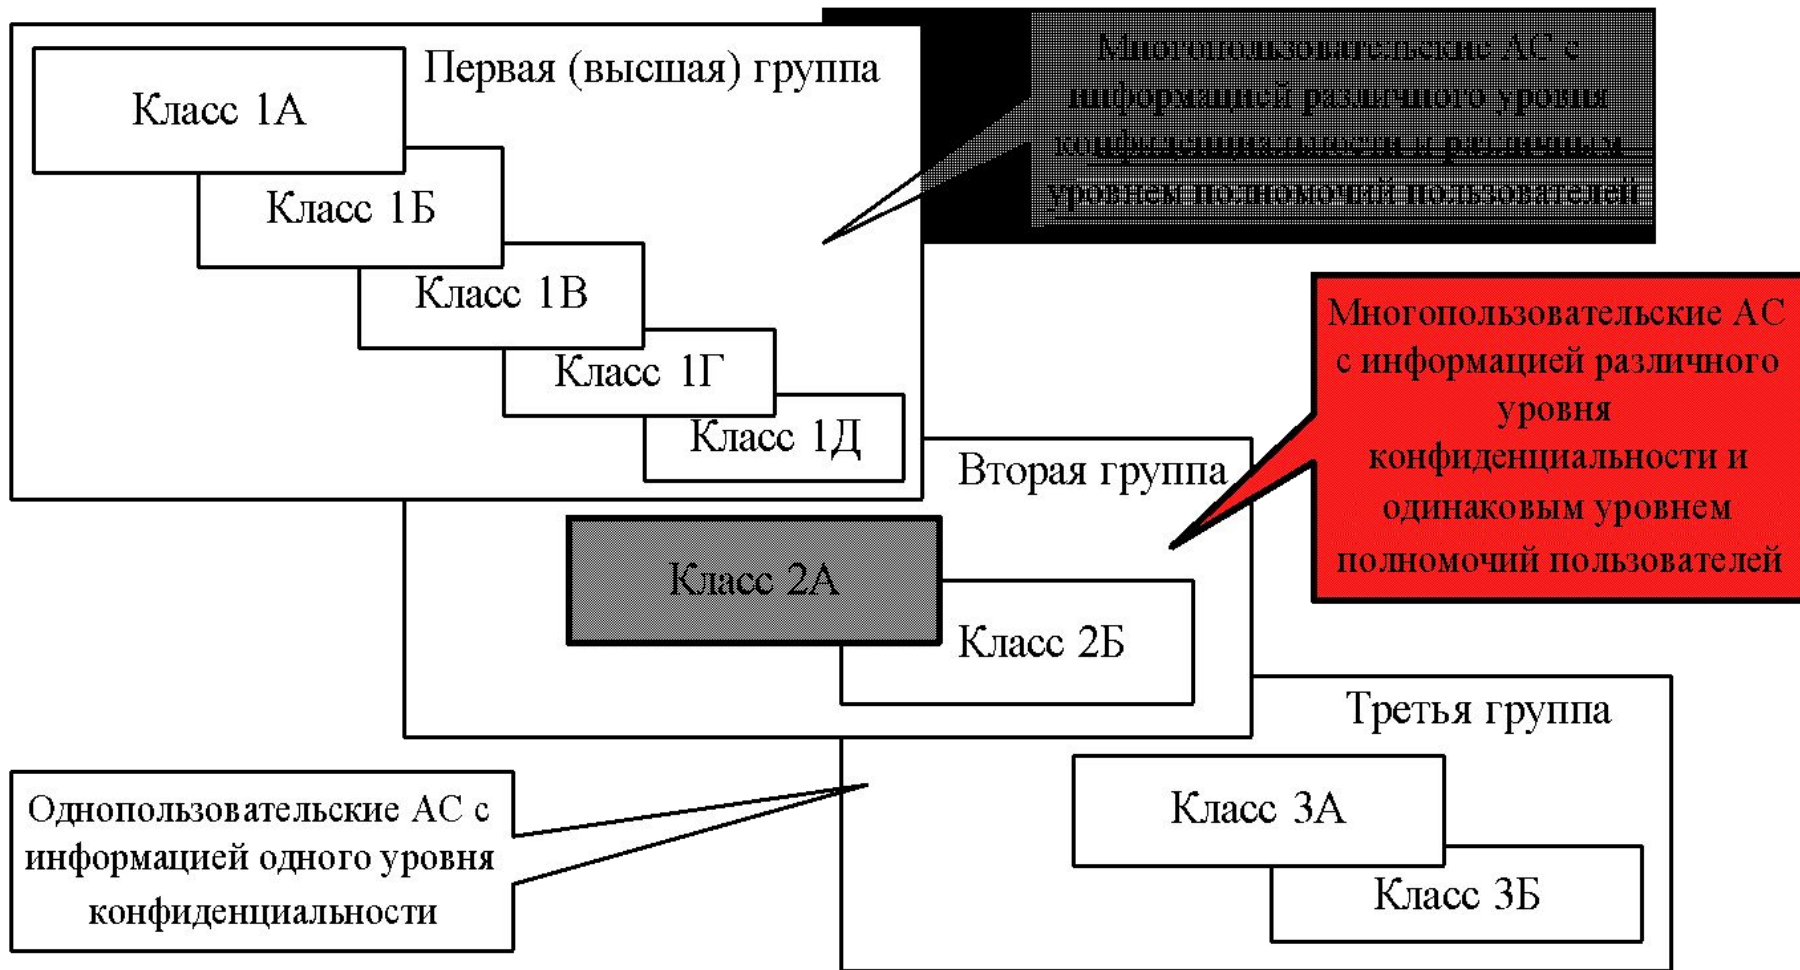 Первая (высшая) группа
Класс 1А
Класс 1Б
Класс 1В
Класс 1Г
Класс 1Д
Многопользовательские АС с
информацией различного уровня
конфиденциальности и различным
уровнем полномочий пользователей
Вторая группа
Класс 2А
Класс 2Б
Многопользовательские АС
с информацией различного
уровня
конфиденциальности и
одинаковым уровнем
полномочий пользователей
Третья группа
Класс 3А
Класс 3Б
Однопользовательские АС с
информацией одного уровня
конфиденциальности